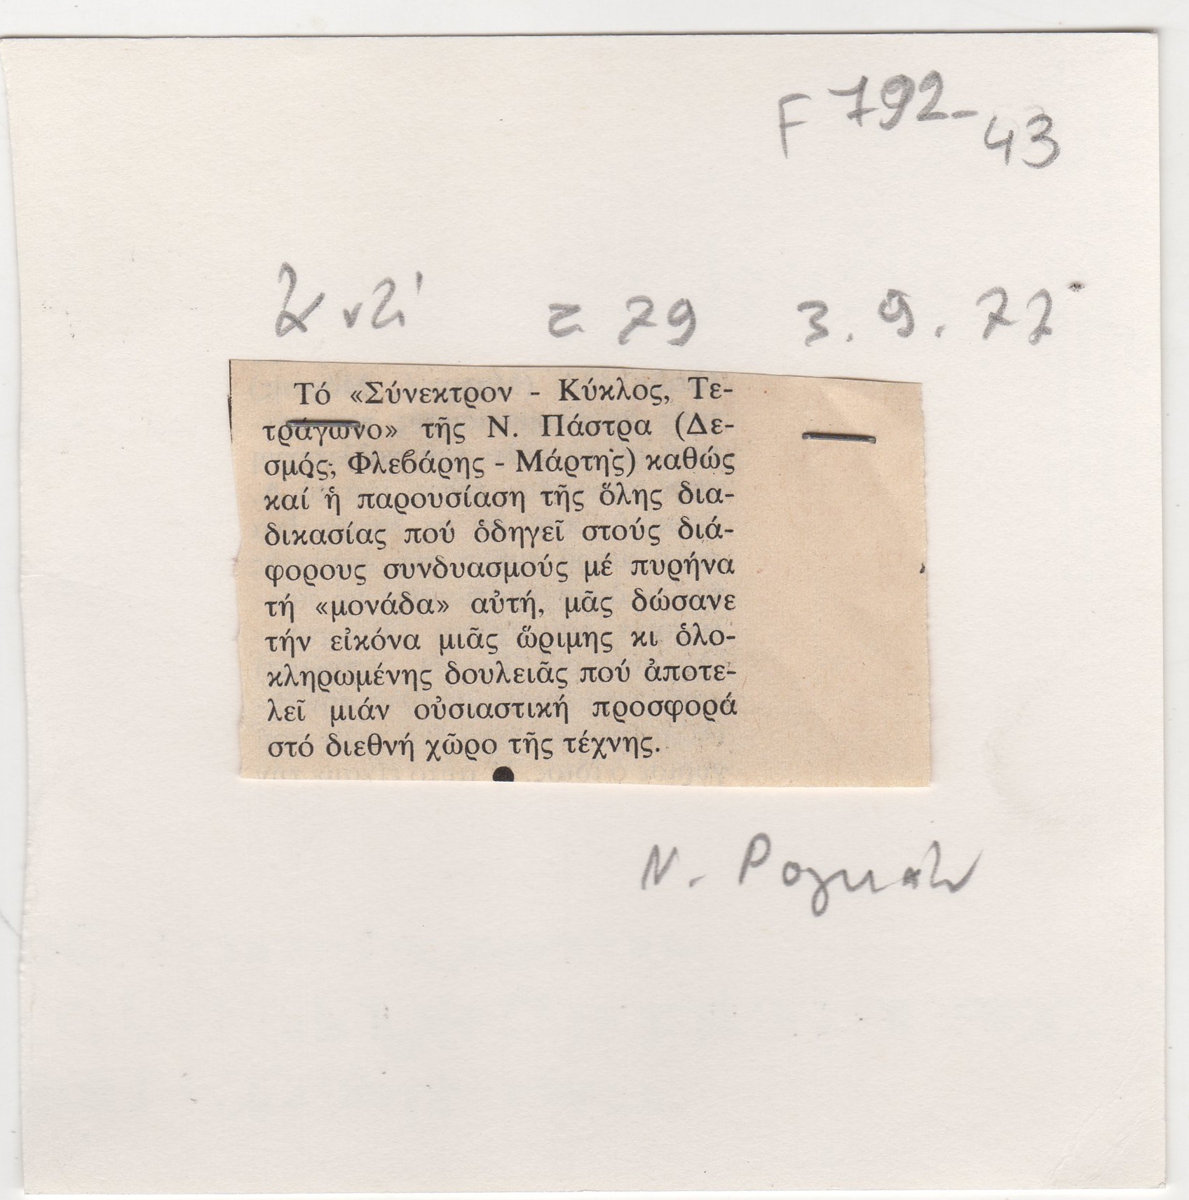 F 792-43
Ἀντί τ. 79 3.9.77
Τό «Σύνεκτρον - Κύκλος, Τε-
τράγωνο» τῆς Ν. Πάστρα (Δε-
σμός, Φλεβάρης - Μάρτης) καθώς
καί ἡ παρουσίαση τῆς ὅλης δια-
δικασίας πού ὁδηγεῖ στούς διά-
φορους συνδυασμούς μέ πυρήνα
τή «μονάδα» αὐτή, μᾶς δώσανε
τήν εἰκόνα μιᾶς ὥριμης κι ὁλο-
κληρωμένης δουλειᾶς πού ἀποτε-
λεῖ μιάν οὐσιαστική προσφορά
στό διεθνή χῶρο τῆς τέχνης.
Ν.